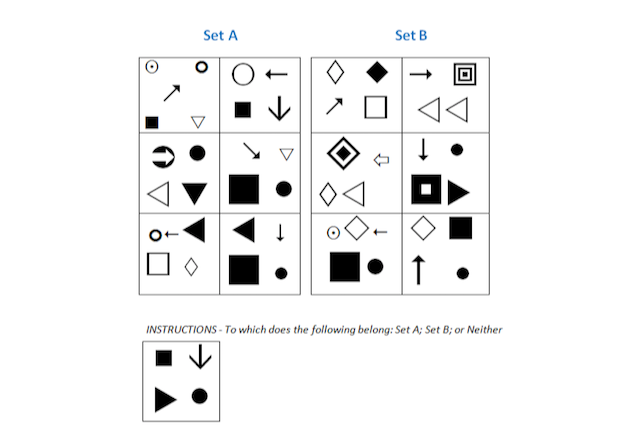 Set A
Set B
INSTRUCTIONS - To which does the following belong: Set A; Set B; or Neither